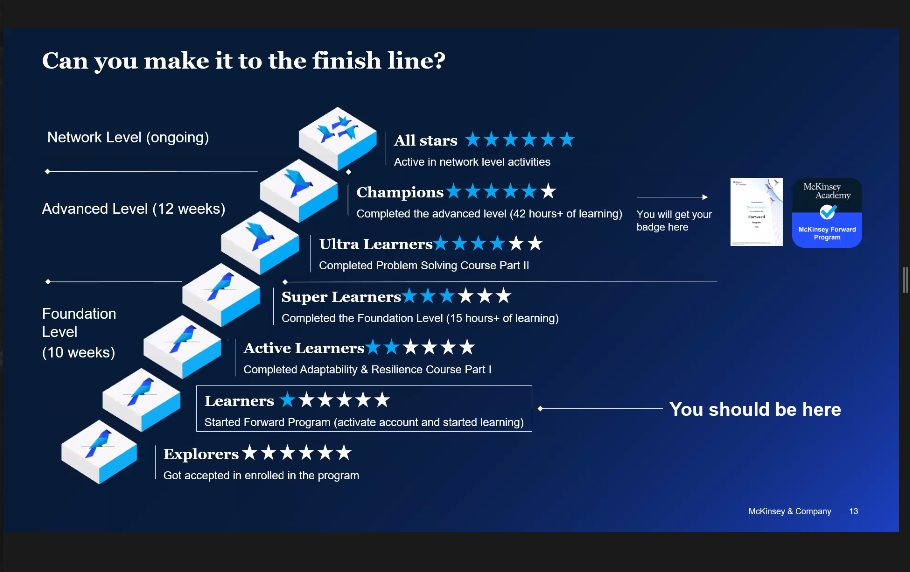 Can you make it to the finish line?
Network Level (ongoing)
All stars
Active in network level activities
Advanced Level (12 weeks)
Champions
Completed the advanced level (42 hours+ of learning)
You will get your
badge here
McKinsey
Academy
McKinsey Forward
Program
Ultra Learners
Completed Problem Solving Course Part II
Foundation
Level
(10 weeks)
Super Learners
Completed the Foundation Level (15 hours+ of learning)
Active Learners
Completed Adaptability & Resilience Course Part I
Learners
Started Forward Program (activate account and started learning)
You should be here
Explorers
Got accepted in enrolled in the program
McKinsey & Company 13